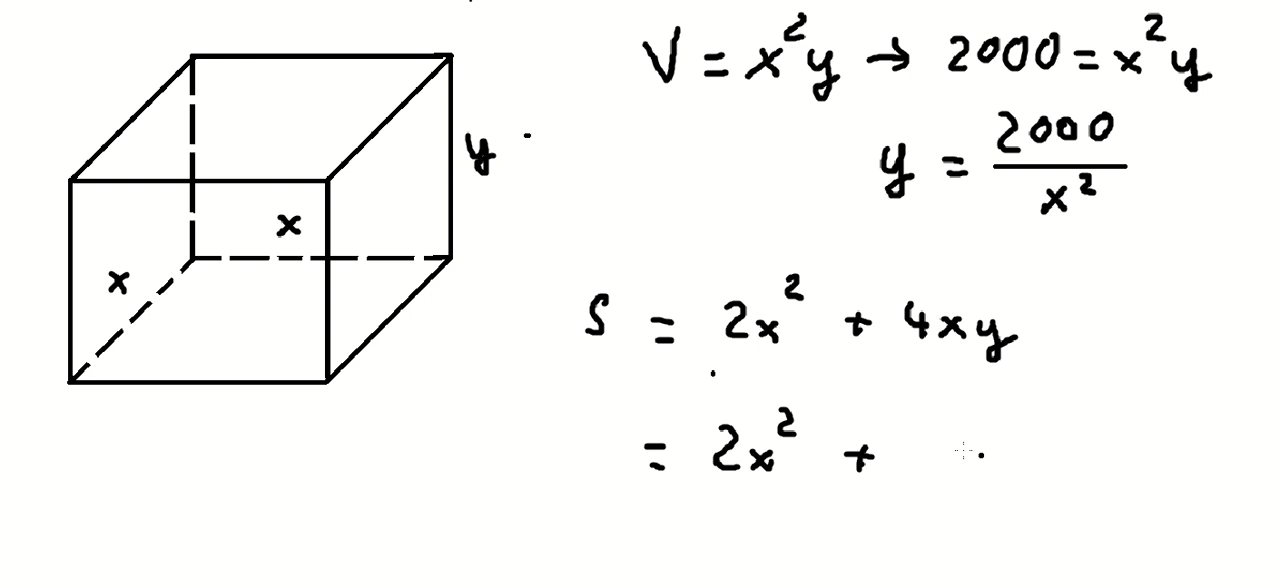 V = x²y → 2000 = x²y
y
y = 2000/x²
x
x
S = 2x² + 4xy
= 2x² +